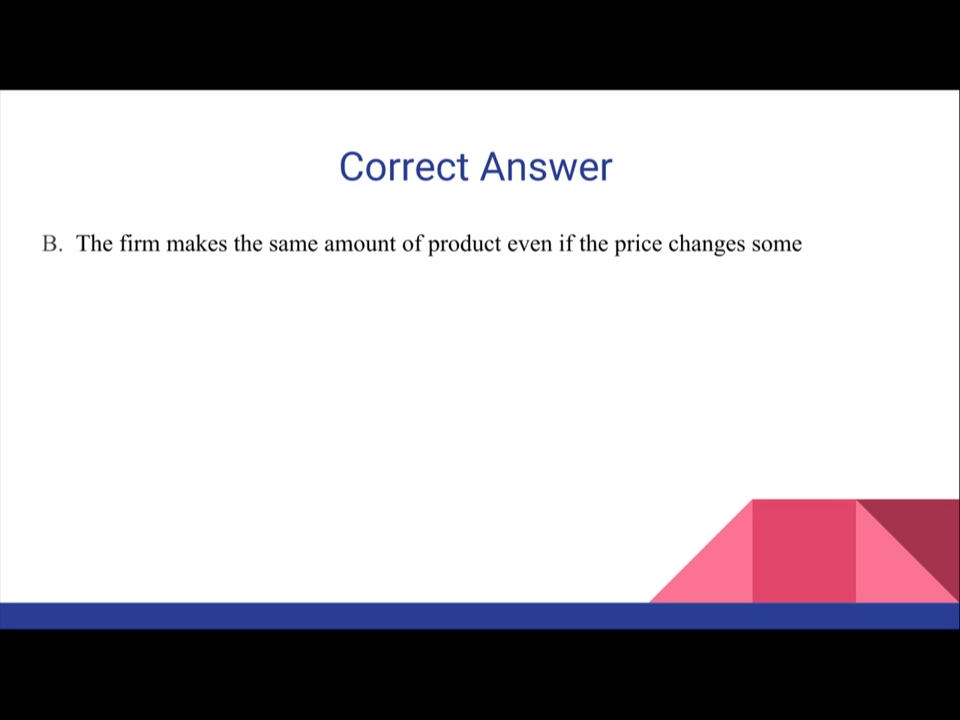 Correct Answer
B. The firm makes the same amount of product even if the price changes some